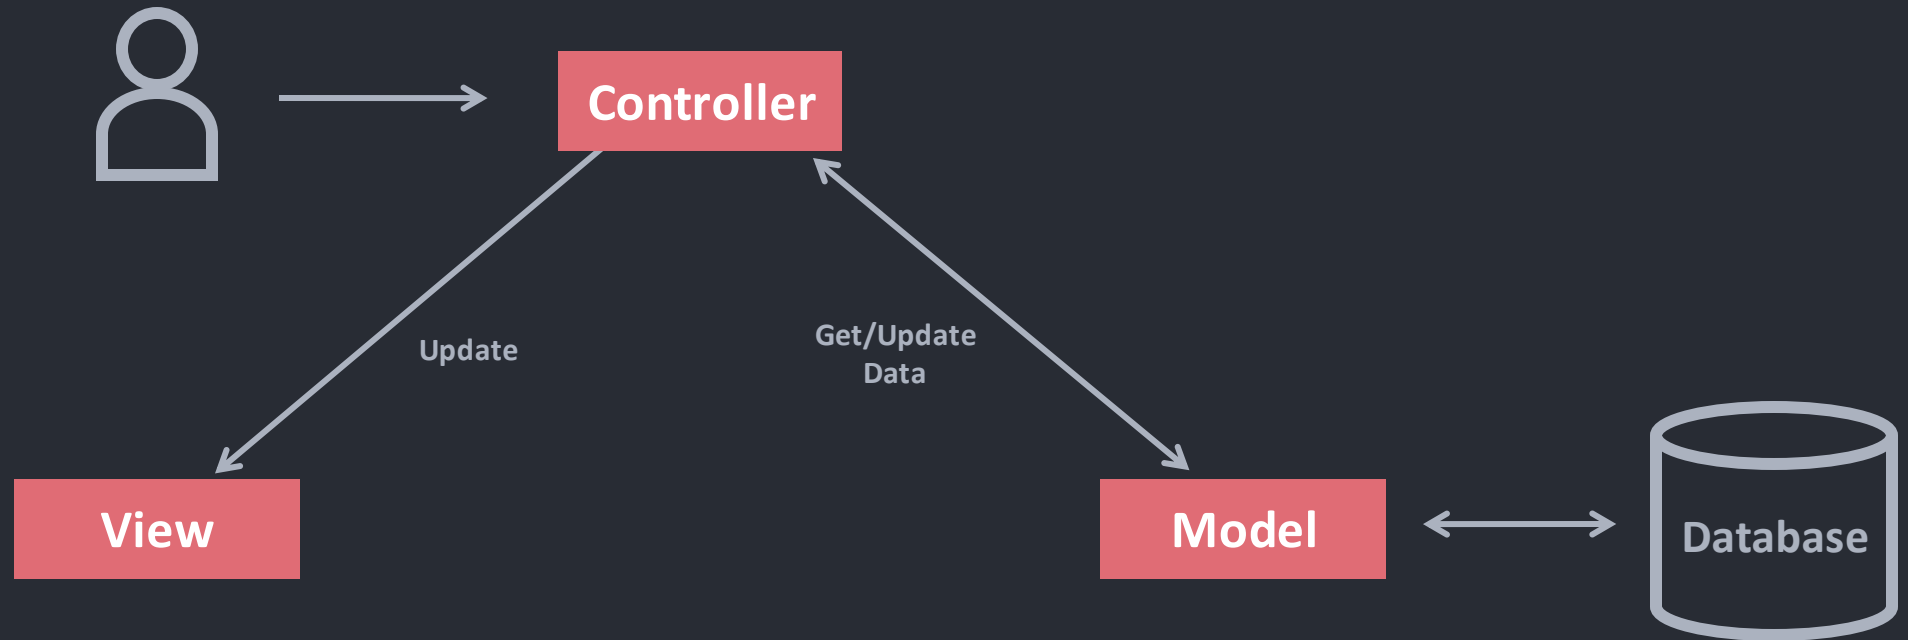 Controller
Update
Get/Update
Data
View
Model
Database